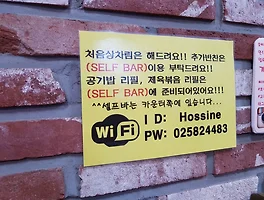 처음상차림은 해드려요!! 추가반찬은
(SELF BAR)이용 부탁드려요!!
공기밥 리필, 제육볶음 리필은
(SELF BAR)에 준비되어있어요!!!
^^셀프바는 카운터쪽에 있습니다...
WiFi
I D: Hossine
PW: 025824483